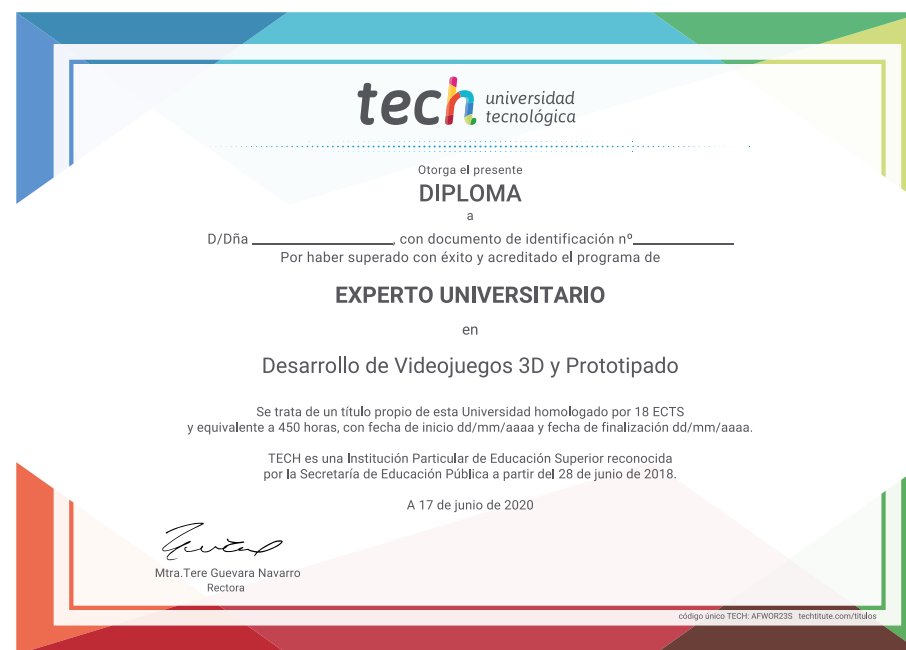 tech universidad
tecnológica
Otorga el presente
DIPLOMA
a
D/Dña ________________, con documento de identificación nº____________
Por haber superado con éxito y acreditado el programa de
EXPERTO UNIVERSITARIO
en
Desarrollo de Videojuegos 3D y Prototipado
Se trata de un título propio de esta Universidad homologado por 18 ECTS
y equivalente a 450 horas, con fecha de inicio dd/mm/aaaa y fecha de finalización dd/mm/aaaa.
TECH es una Institución Particular de Educación Superior reconocida
por la Secretaría de Educación Pública a partir del 28 de junio de 2018.
A 17 de junio de 2020
Mtra.Tere Guevara Navarro
Rectora
código único TECH: AFWOR23S techtitute.com/titulos